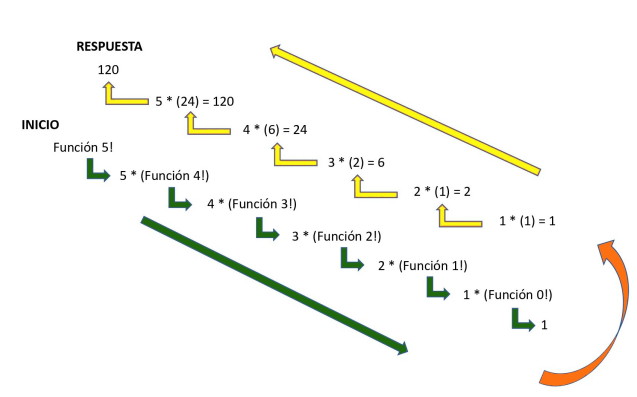 RESPUESTA
120
5 * (24) = 120
INICIO
4 * (6) = 24
Función 5!
3 * (2) = 6
5 * (Función 4!)
2 * (1) = 2
4 * (Función 3!)
1 * (1) = 1
3 * (Función 2!)
2 * (Función 1!)
1 * (Función 0!)
1